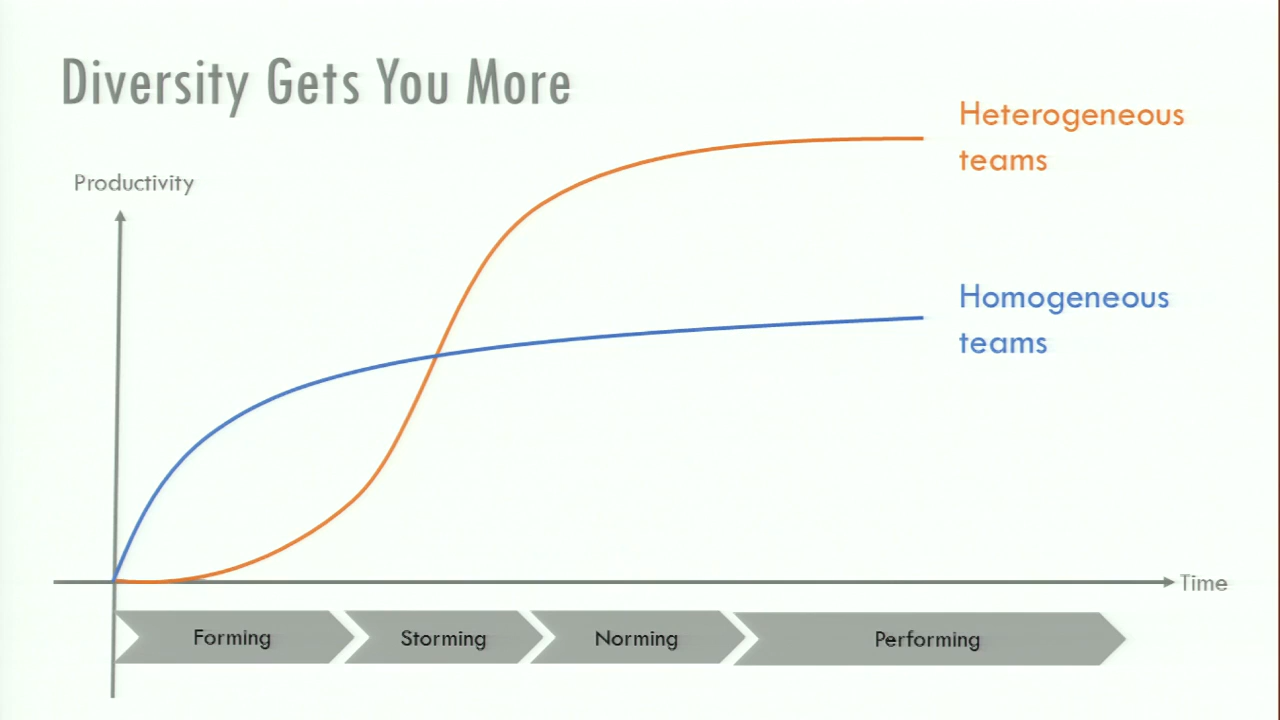 Diversity Gets You More
Heterogeneous
teams
Productivity
Homogeneous
teams
Time
Forming
Storming
Norming
Performing